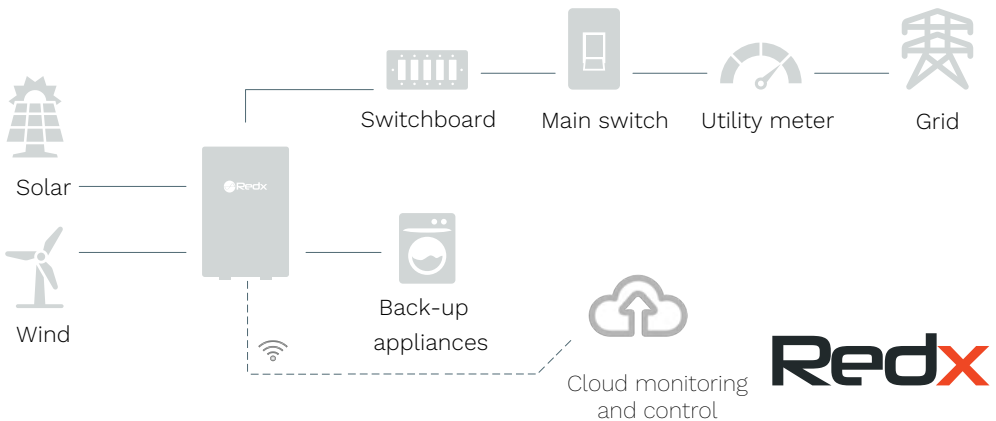 Switchboard
Main switch
Utility meter
Grid
Solar
Redx
Wind
Back-up
appliances
Cloud monitoring
and control
Redx